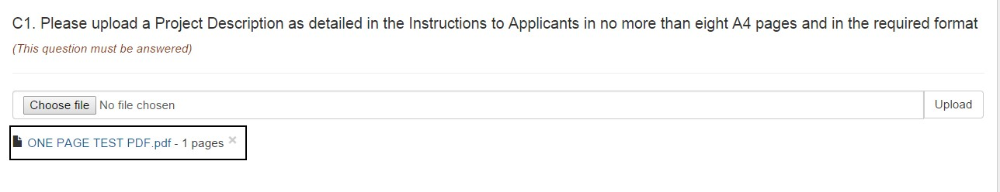 C1. Please upload a Project Description as detailed in the Instructions to Applicants in no more than eight A4 pages and in the required format
(This question must be answered)
Choose file No file chosen Upload
ONE PAGE TEST PDF.pdf - 1 pages ×